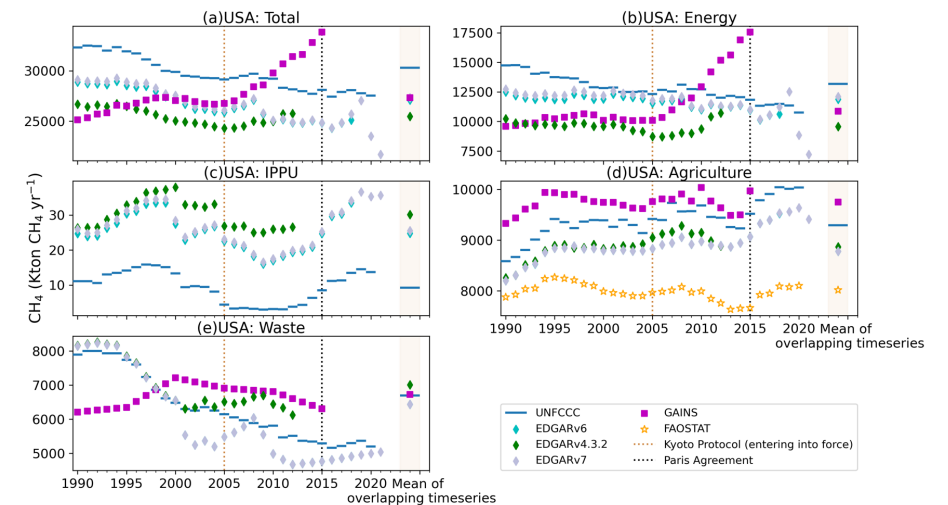 (a)USA: Total
(b)USA: Energy
30000
25000
17500
15000
12500
10000
7500
(c)USA: IPPU
(d)USA: Agriculture
CH₄ (Kton CH₄ yr⁻¹)
30
20
10
10000
9000
8000
1990 1995 2000 2005 2010 2015 2020 Mean of
overlapping timeseries
(e)USA: Waste
8000
7000
6000
5000
1990 1995 2000 2005 2010 2015 2020 Mean of
overlapping timeseries
UNFCCC
EDGARv6
EDGARv4.3.2
EDGARv7
GAINS
FAOSTAT
Kyoto Protocol (entering into force)
Paris Agreement